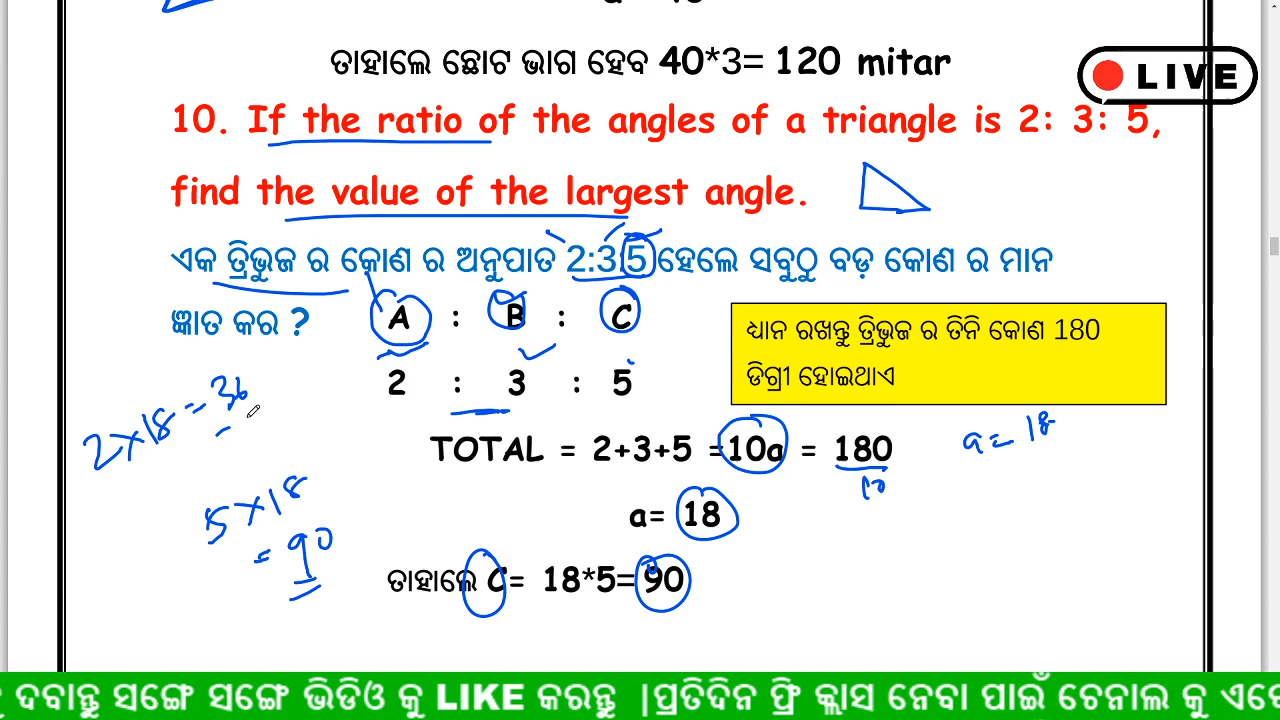 ତାହାଲେ ଛୋଟ ଭାଗ ହେବ 40*3= 120 mitar
LIVE
10. If the ratio of the angles of a triangle is 2: 3: 5,
find the value of the largest angle.
ଏକ ତ୍ରିଭୁଜ ର କୋଣ ର ଅନୁପାତ 2:3:5 ହେଲେ ସବୁଠୁ ବଡ଼ କୋଣ ର ମାନ
ଜ୍ଞାତ କର ?
A : B : C
ଧ୍ୟାନ ରଖନ୍ତୁ ତ୍ରିଭୁଜ ର ତିନି କୋଣ 180
ଡିଗ୍ରୀ ହୋଇଥାଏ
2 : 3 : 5
2×18=36
TOTAL = 2+3+5 =10a = 180
10
a=18
a= 18
5×18
=90
ତାହାଲେ C= 18*5=90
ଦବାନ୍ତୁ ସଙ୍ଗେ ସଙ୍ଗେ ଭିଡିଓ କୁ LIKE କରନ୍ତୁ |ପ୍ରତିଦିନ ଫ୍ରି କ୍ଲାସ ନେବା ପାଇଁ ଚେନାଲ କୁ